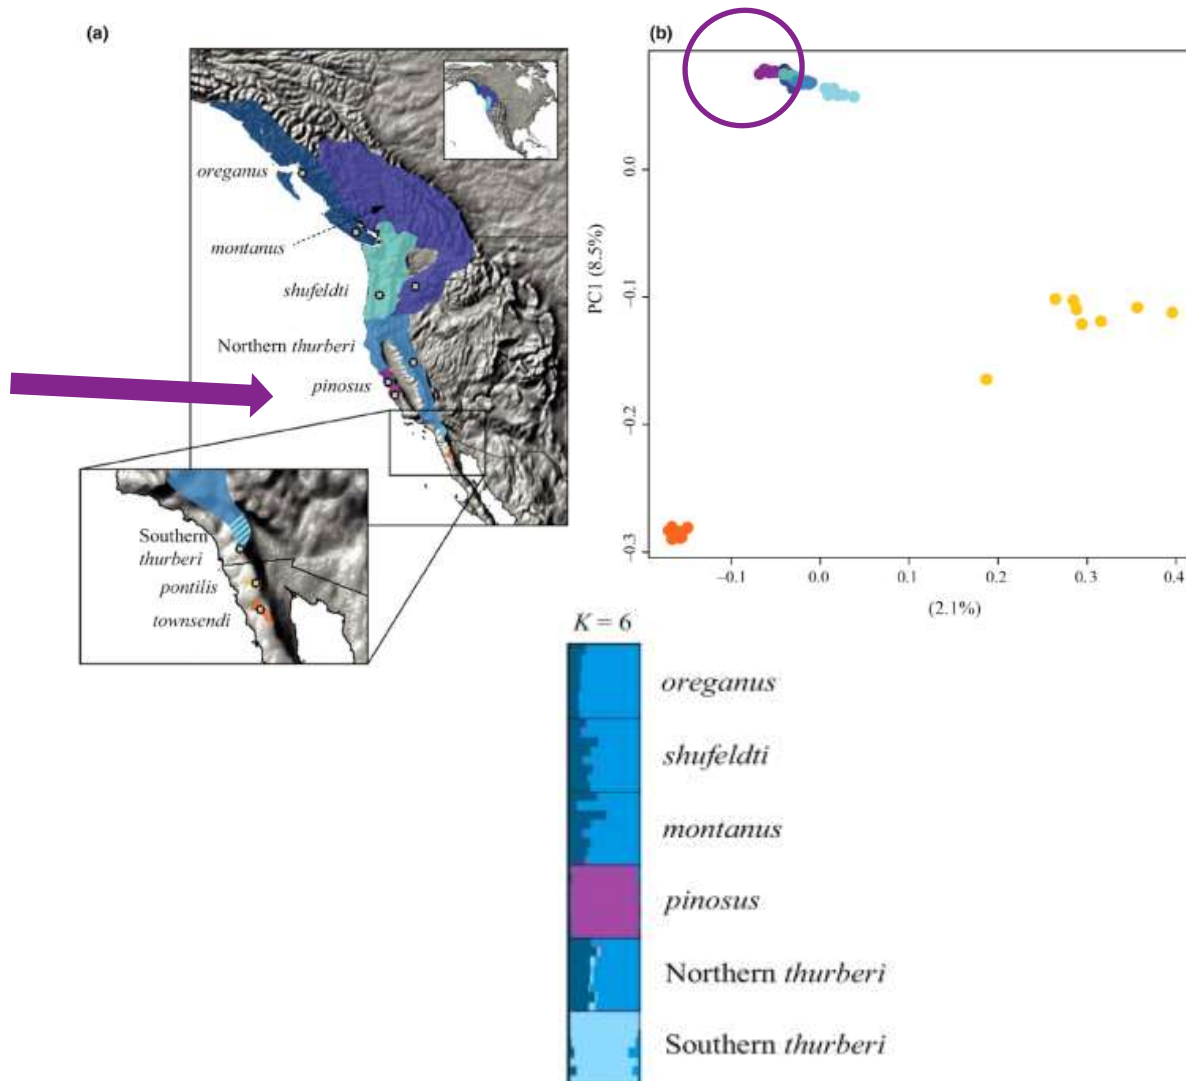 (a)
oreganus
montanus
shufeldti
Northern thurberi
pinosus
Southern
thurberi
pontilis
townsendi
(b)
PC1 (8.5%)
0.0
−0.1
−0.2
−0.3
−0.1
0.0
0.1
0.2
0.3
0.4
(2.1%)
K = 6
oreganus
shufeldti
montanus
pinosus
Northern thurberi
Southern thurberi